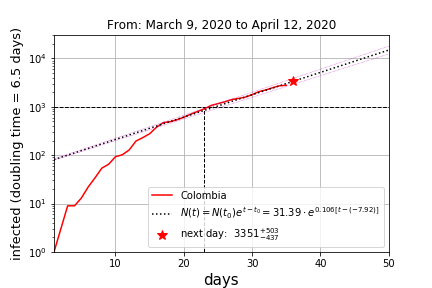 From: March 9, 2020 to April 12, 2020
infected (doubling time = 6.5 days)
10⁴
10³
10²
10¹
10⁰
Colombia
N(t) = N(t₀)e^{t−t₀} = 31.39 · e^{0.106[t−(−7.92)]}
next day: 3351^{+503}_{−437}
10
20
30
40
50
days